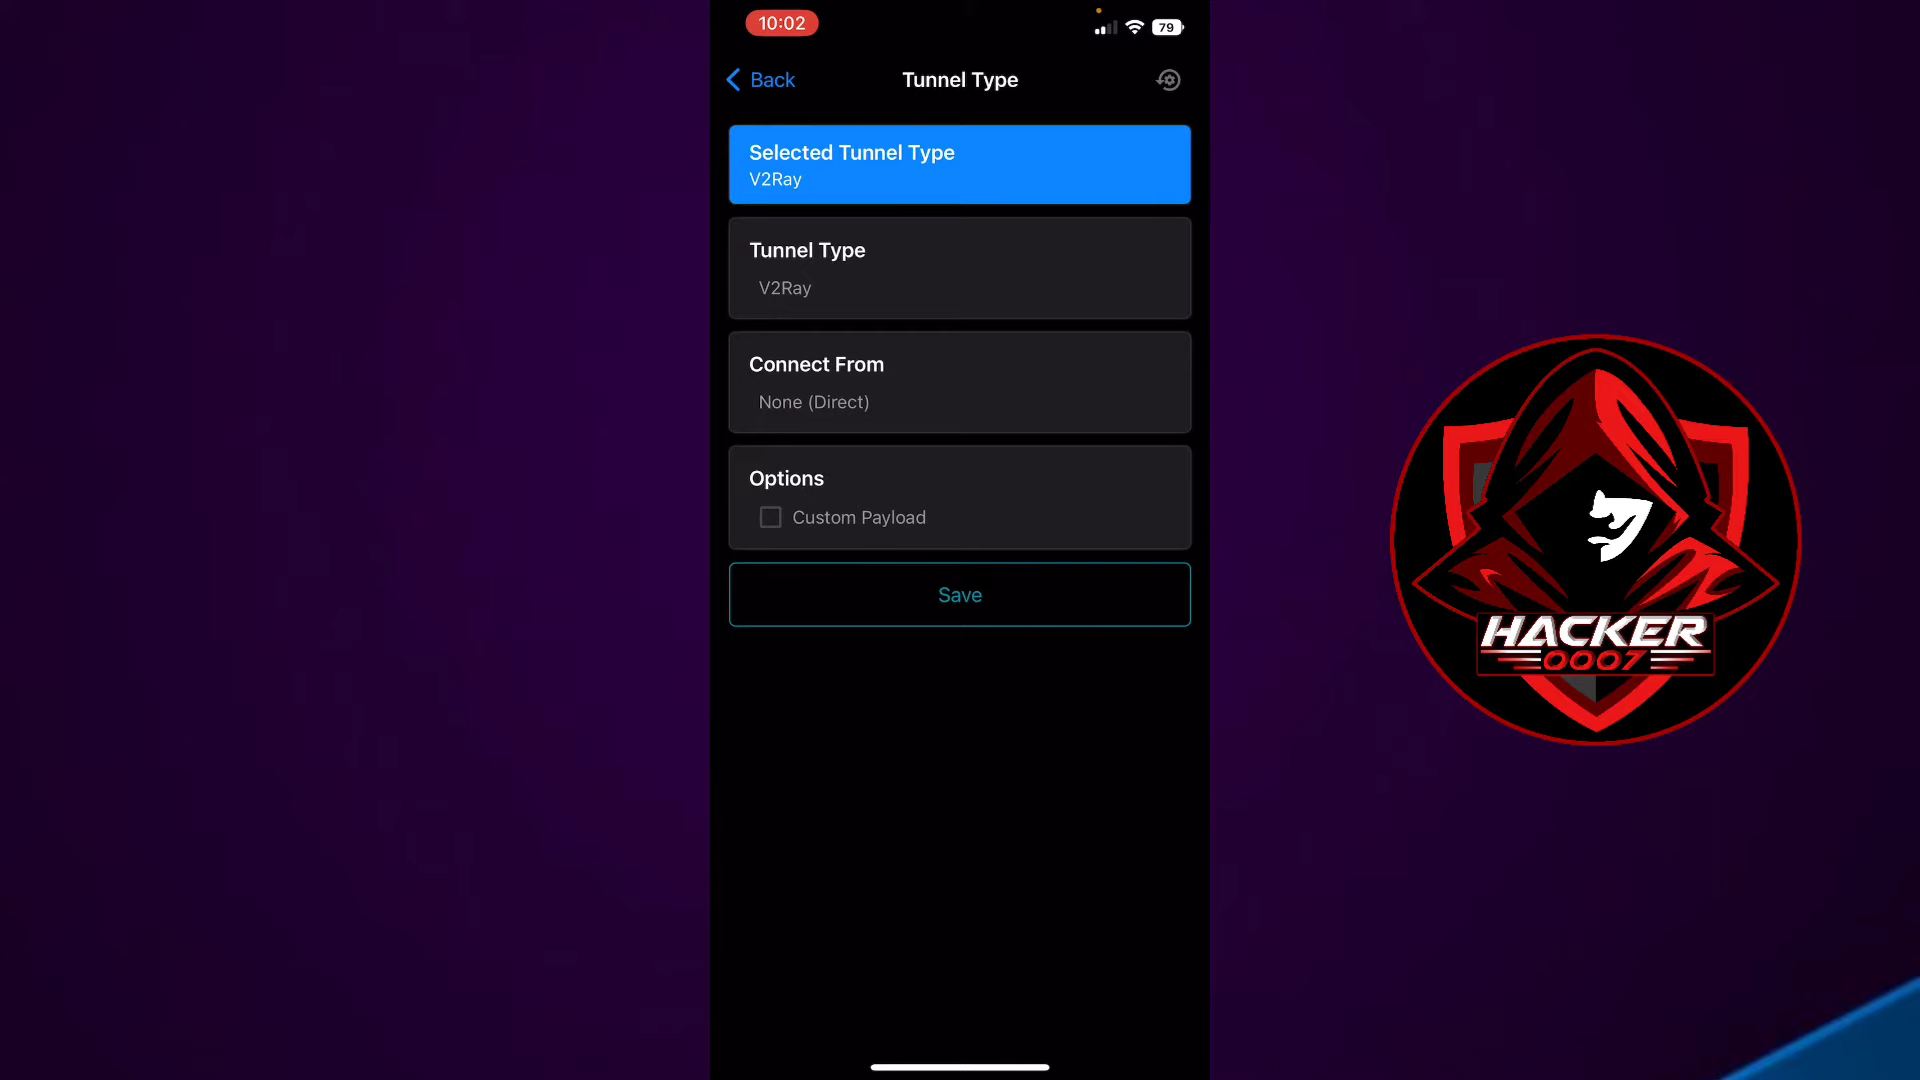 10:02
79
Back
Tunnel Type
Selected Tunnel Type
V2Ray
Tunnel Type
V2Ray
Connect From
None (Direct)
Options
Custom Payload
Save
HACKER
0007